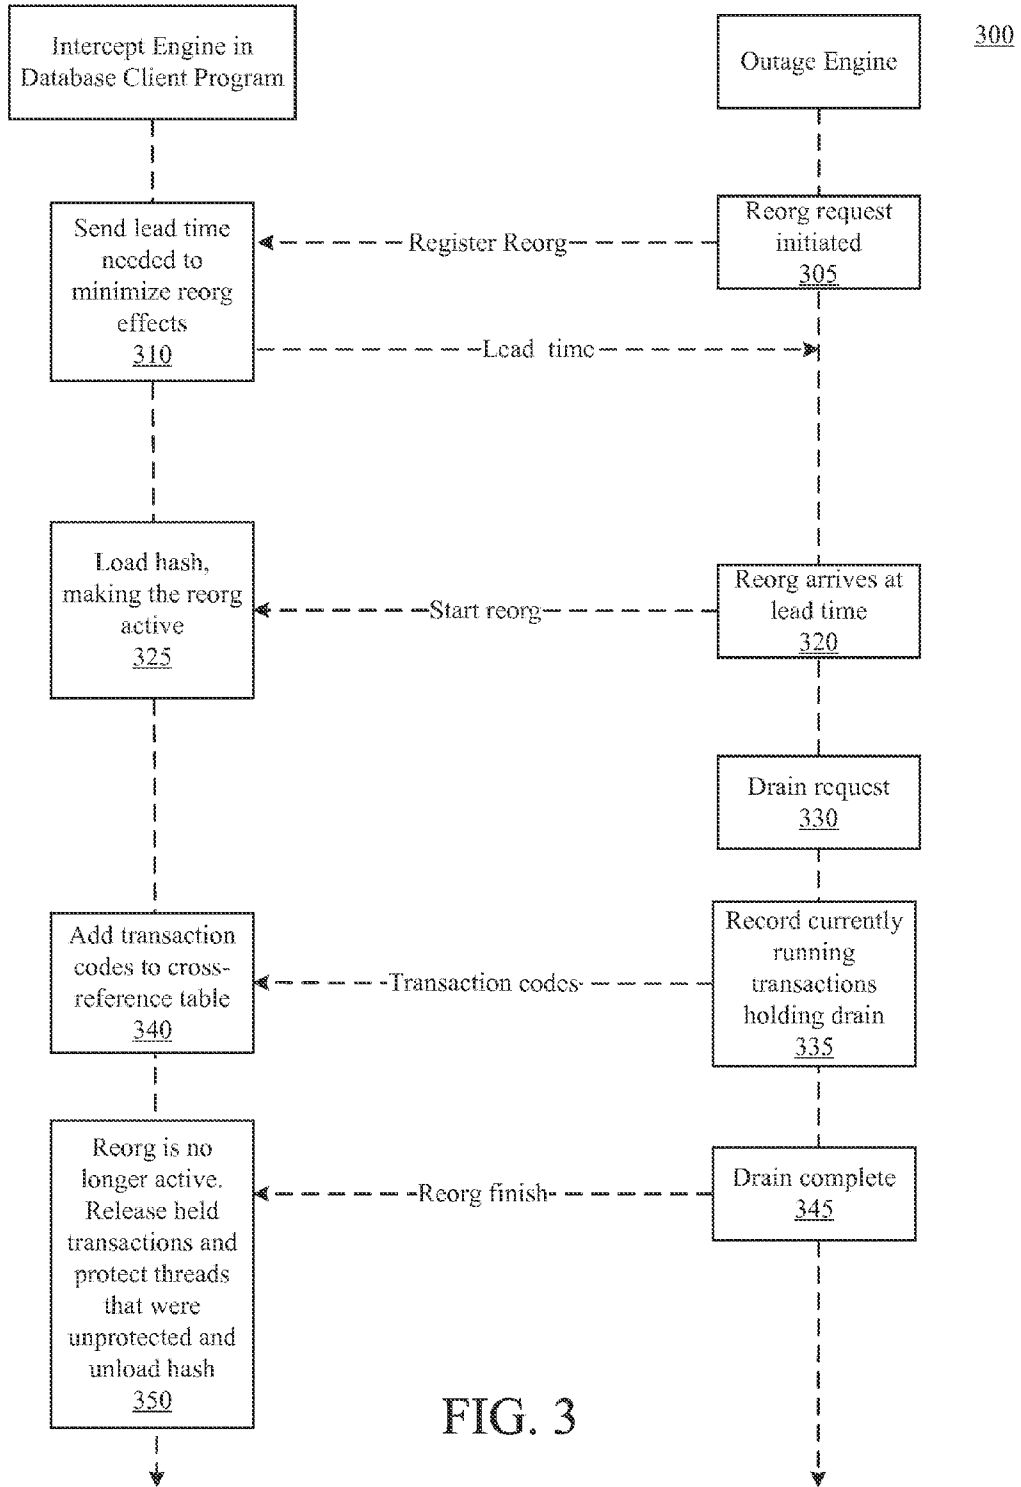 Intercept Engine in
Database Client Program
Outage Engine
300
Send lead time
needed to
minimize reorg
effects
310
Register Reorg
Reorg request
initiated
305
Lead time
Load hash,
making the reorg
active
325
Start reorg
Reorg arrives at
lead time
320
Drain request
330
Add transaction
codes to cross-
reference table
340
Transaction codes
Record currently
running
transactions
holding drain
335
Reorg is no
longer active.
Release held
transactions and
protect threads
that were
unprotected and
unload hash
350
Reorg finish
Drain complete
345
FIG. 3